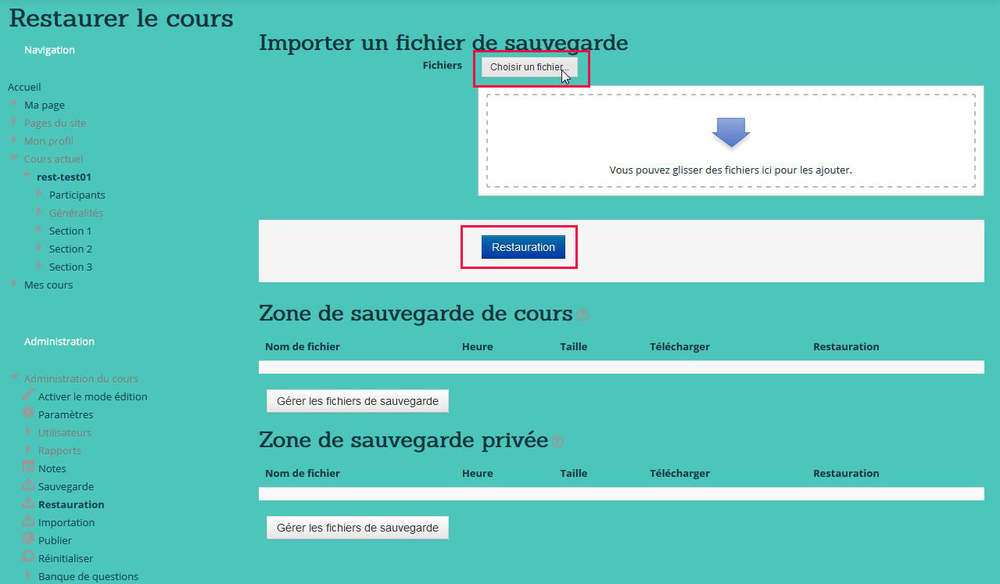 Restaurer le cours
Navigation
Accueil
Ma page
Pages du site
Mon profil
Cours actuel
rest-test01
Participants
Généralités
Section 1
Section 2
Section 3
Mes cours
Administration
Administration du cours
Activer le mode édition
Paramètres
Utilisateurs
Rapports
Notes
Sauvegarde
Restauration
Importation
Publier
Réinitialiser
Banque de questions
Importer un fichier de sauvegarde
Fichiers Choisir un fichier...
Vous pouvez glisser des fichiers ici pour les ajouter.
Restauration
Zone de sauvegarde de cours ?
Nom de fichier Heure Taille Télécharger Restauration
Gérer les fichiers de sauvegarde
Zone de sauvegarde privée ?
Nom de fichier Heure Taille Télécharger Restauration
Gérer les fichiers de sauvegarde